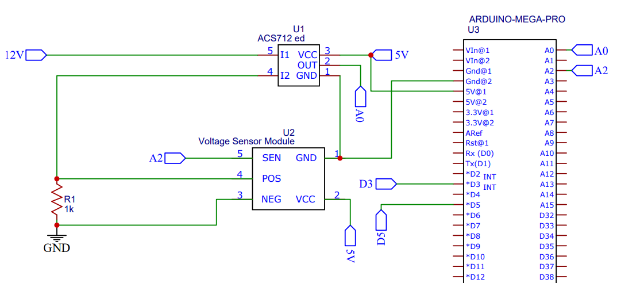 ARDUINO-MEGA-PRO
U3
U1
ACS712 ed
12V
5 I1 VCC 3
OUT 2
4 I2 GND 1
5V
A0
U2
Voltage Sensor Module
A2
5 SEN GND 1
4 POS
3 NEG VCC 2
5V
R1
1k
GND
D3
D5
VIn@1 A0
VIn@2 A1
Gnd@1 A2
Gnd@2 A3
5V@1 A4
5V@2 A5
3.3V@1 A6
3.3V@2 A7
ARef A8
Rst@1 A9
Rx (D0) A10
Tx(D1) A11
*D2 INT A12
*D3 INT A13
*D4 A14
*D5 A15
*D6 D32
*D7 D33
*D8 D34
*D9 D35
*D10 D36
*D11 D37
*D12 D38
A0
A2